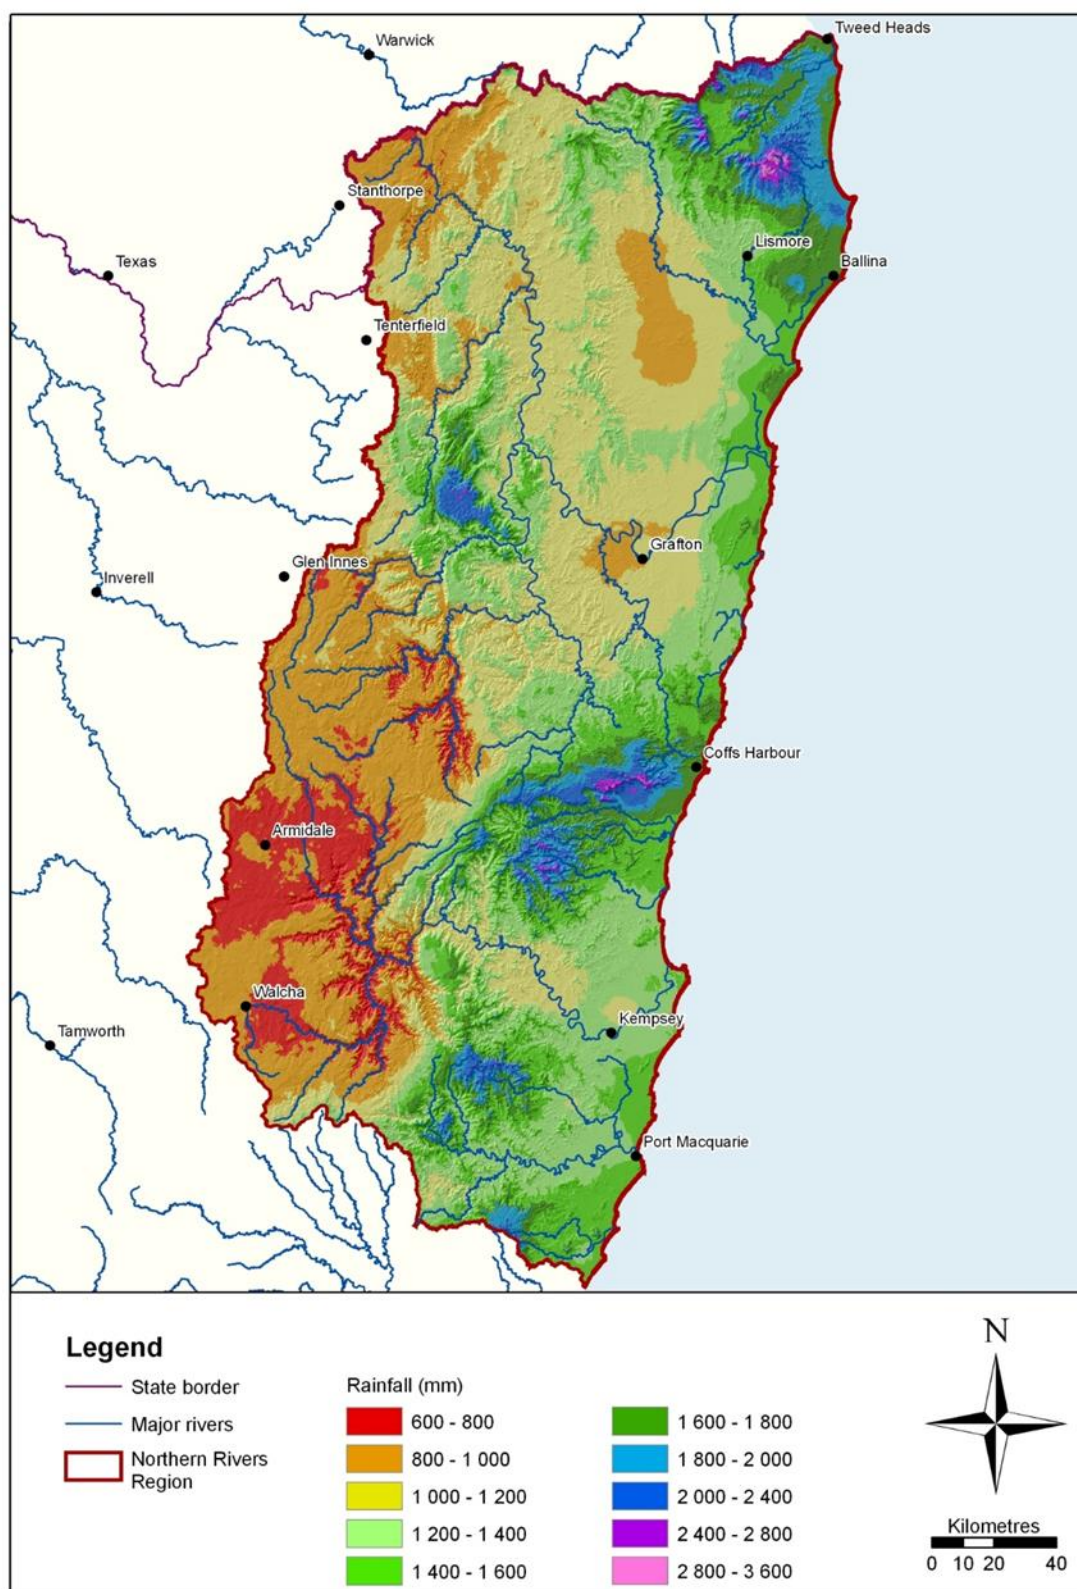 Tweed Heads
Warwick
Stanthorpe
Lismore
Texas
Ballina
Tenterfield
Grafton
Glen Innes
Inverell
Coffs Harbour
Armidale
Walcha
Kempsey
Tamworth
Port Macquarie
Legend
State border
Major rivers
Northern Rivers
Region
Rainfall (mm)
600 - 800
800 - 1 000
1 000 - 1 200
1 200 - 1 400
1 400 - 1 600
1 600 - 1 800
1 800 - 2 000
2 000 - 2 400
2 400 - 2 800
2 800 - 3 600
N
Kilometres
0 10 20 40